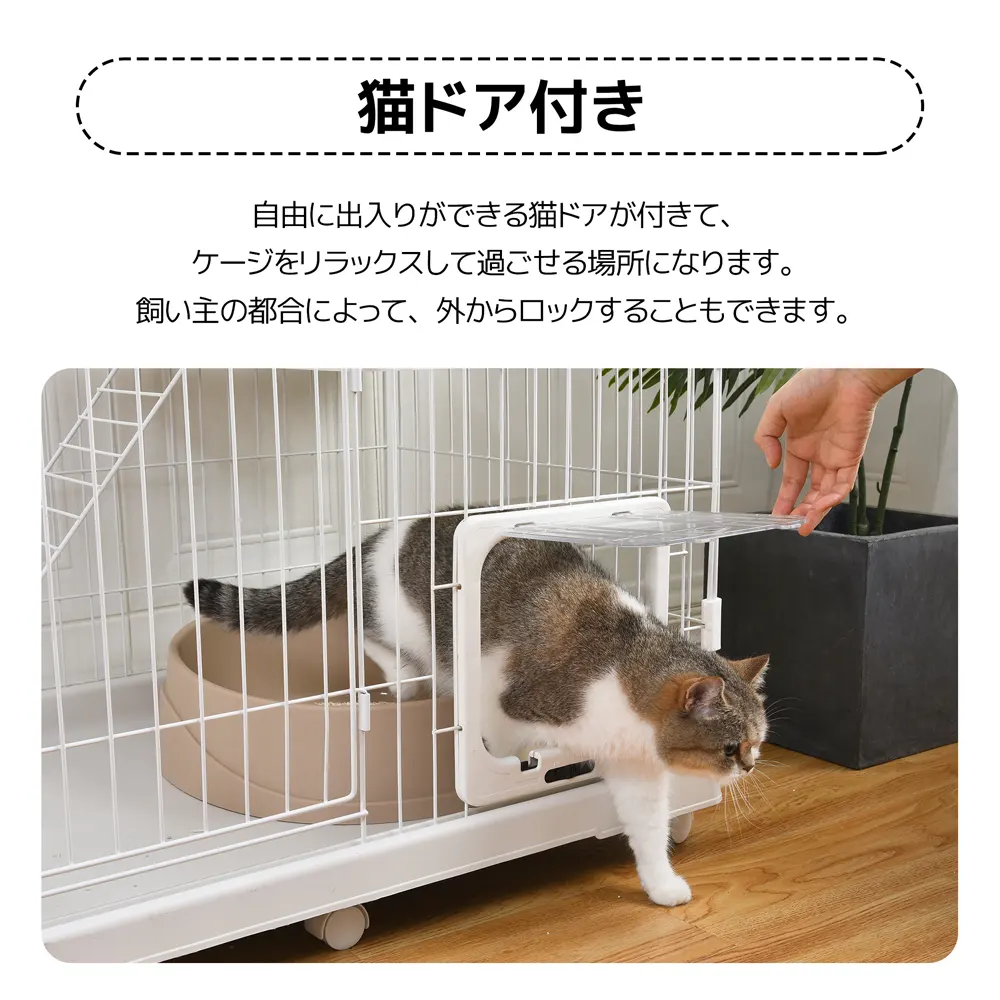 猫ドア付き
自由に出入りができる猫ドアが付きて、
ケージをリラックスして過ごせる場所になります。
飼い主の都合によって、外からロックすることもできます。